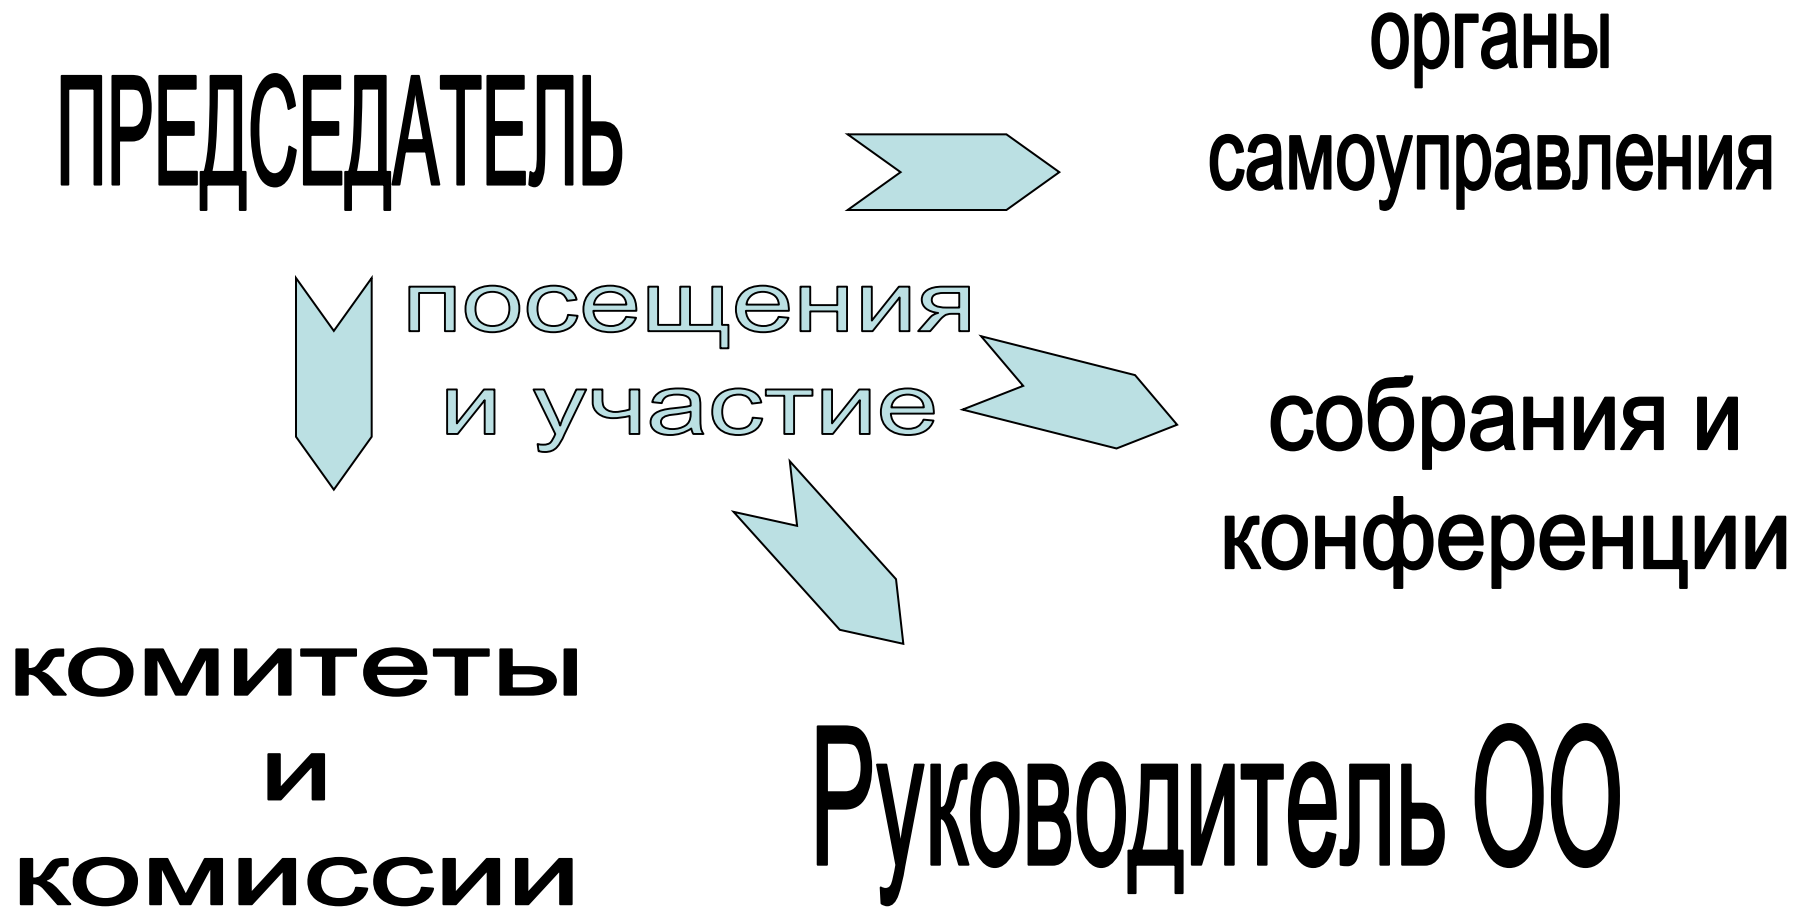 ПРЕДСЕДАТЕЛЬ
органы
самоуправления
посещения
и участие
собрания и
конференции
комитеты
и
комиссии
Руководитель ОО